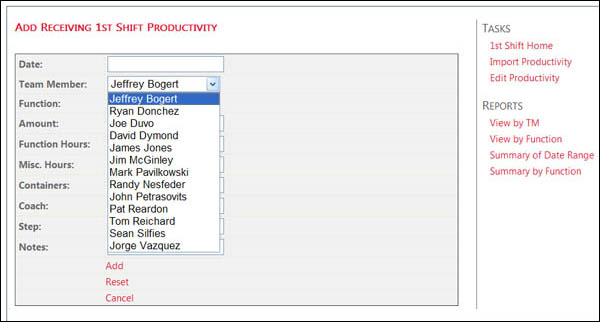 ADD RECEIVING 1ST SHIFT PRODUCTIVITY
Date:
Team Member: Jeffrey Bogert
Function:
Amount:
Function Hours:
Misc. Hours:
Containers:
Coach:
Step:
Notes:
Jeffrey Bogert
Ryan Donchez
Joe Duvo
David Dymond
James Jones
Jim McGinley
Mark Pavilkowski
Randy Nesfeder
John Petrasovits
Pat Reardon
Tom Reichard
Sean Silfies
Jorge Vazquez
Add
Reset
Cancel
TASKS
1st Shift Home
Import Productivity
Edit Productivity
REPORTS
View by TM
View by Function
Summary of Date Range
Summary by Function